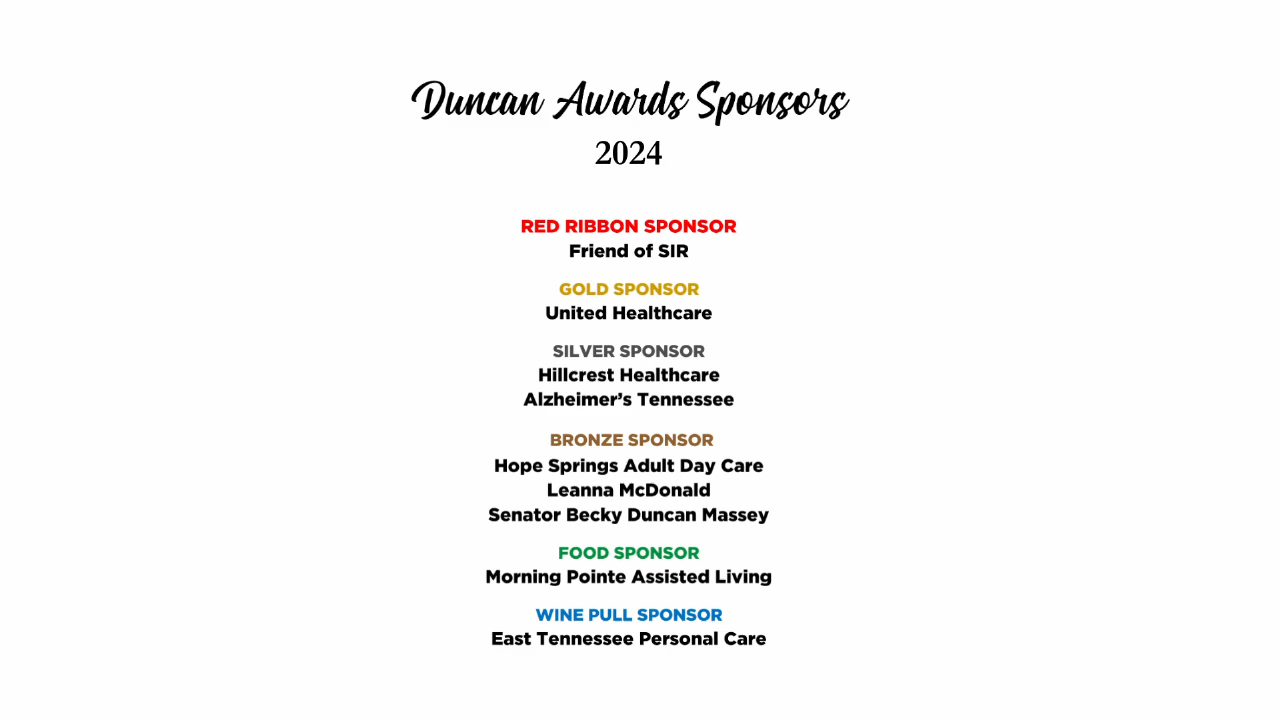 Duncan Awards Sponsors
2024
RED RIBBON SPONSOR
Friend of SIR
GOLD SPONSOR
United Healthcare
SILVER SPONSOR
Hillcrest Healthcare
Alzheimer’s Tennessee
BRONZE SPONSOR
Hope Springs Adult Day Care
Leanna McDonald
Senator Becky Duncan Massey
FOOD SPONSOR
Morning Pointe Assisted Living
WINE PULL SPONSOR
East Tennessee Personal Care